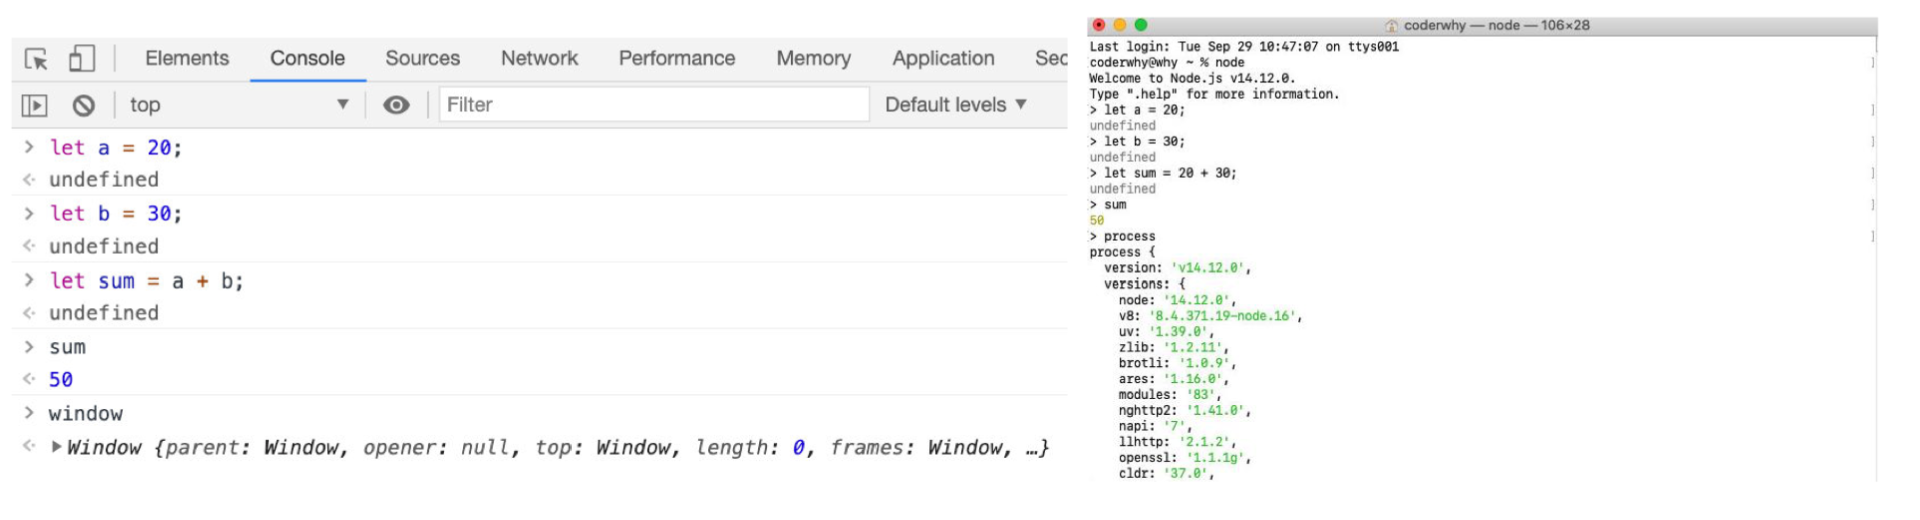 Elements Console Sources Network Performance Memory Application Sec
top ▼ Filter Default levels ▼
> let a = 20;
<· undefined
> let b = 30;
<· undefined
> let sum = a + b;
<· undefined
> sum
<· 50
> window
<· ▶Window {parent: Window, opener: null, top: Window, length: 0, frames: Window, …}
coderwhy — node — 106×28
Last login: Tue Sep 29 10:47:07 on ttys001
coderwhy@why ~ % node
Welcome to Node.js v14.12.0.
Type ".help" for more information.
> let a = 20;
undefined
> let b = 30;
undefined
> let sum = 20 + 30;
undefined
> sum
50
> process
process {
  version: 'v14.12.0',
  versions: {
    node: '14.12.0',
    v8: '8.4.371.19-node.16',
    uv: '1.39.0',
    zlib: '1.2.11',
    brotli: '1.0.9',
    ares: '1.16.0',
    modules: '83',
    nghttp2: '1.41.0',
    napi: '7',
    llhttp: '2.1.2',
    openssl: '1.1.1g',
    cldr: '37.0',